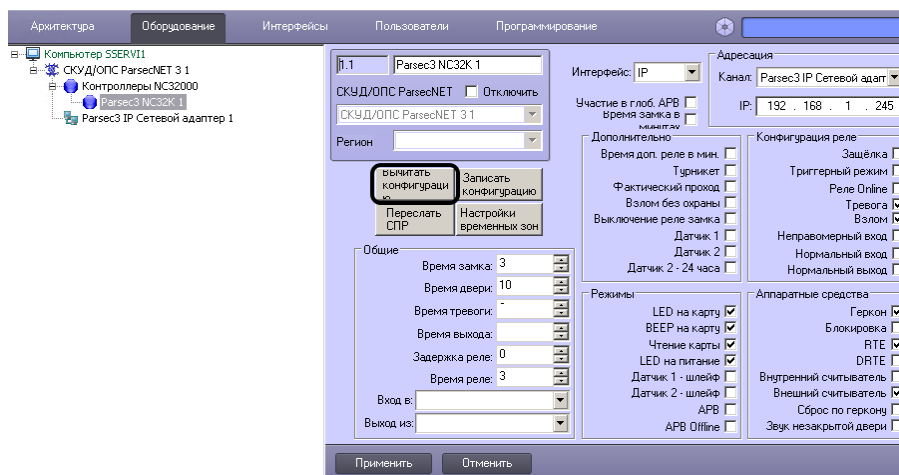 Архитектура Оборудование Интерфейсы Пользователи Программирование
Компьютер SSERVI1
СКУД/ОПС ParsecNET 3 1
Контроллеры NC32000
Parsec3 NC32K 1
Parsec3 IP Сетевой адаптер 1
1.1 Parsec3 NC32K 1
СКУД/ОПС ParsecNET Отключить
СКУД/ОПС ParsecNET 3 1
Регион
Вычитать конфигураци
ю
Записать
конфигурацию
Переслать
СПР
Настройки
временных зон
Общие
Время замка: 3
Время двери: 10
Время тревоги: -
Время выхода:
Задержка реле: 0
Время реле: 3
Вход в:
Выход из:
Интерфейс: IP
Участие в глоб. APB
Время замка в
минутах
Адресация
Канал: Parsec3 IP Сетевой адапт
IP: 192 . 168 . 1 . 245
Дополнительно
Время доп. реле в мин.
Турникет
Фактический проход
Взлом без охраны
Выключение реле замка
Датчик 1
Датчик 2
Датчик 2 - 24 часа
Конфигурация реле
Защёлка
Триггерный режим
Реле Online
Тревога
Взлом
Неправомерный вход
Нормальный вход
Нормальный выход
Режимы
LED на карту
BEEP на карту
Чтение карты
LED на питание
Датчик 1 - шлейф
Датчик 2 - шлейф
APB
APB Offline
Аппаратные средства
Геркон
Блокировка
RTE
DRTE
Внутренний считыватель
Внешний считыватель
Сброс по геркону
Звук незакрытой двери
Применить Отменить